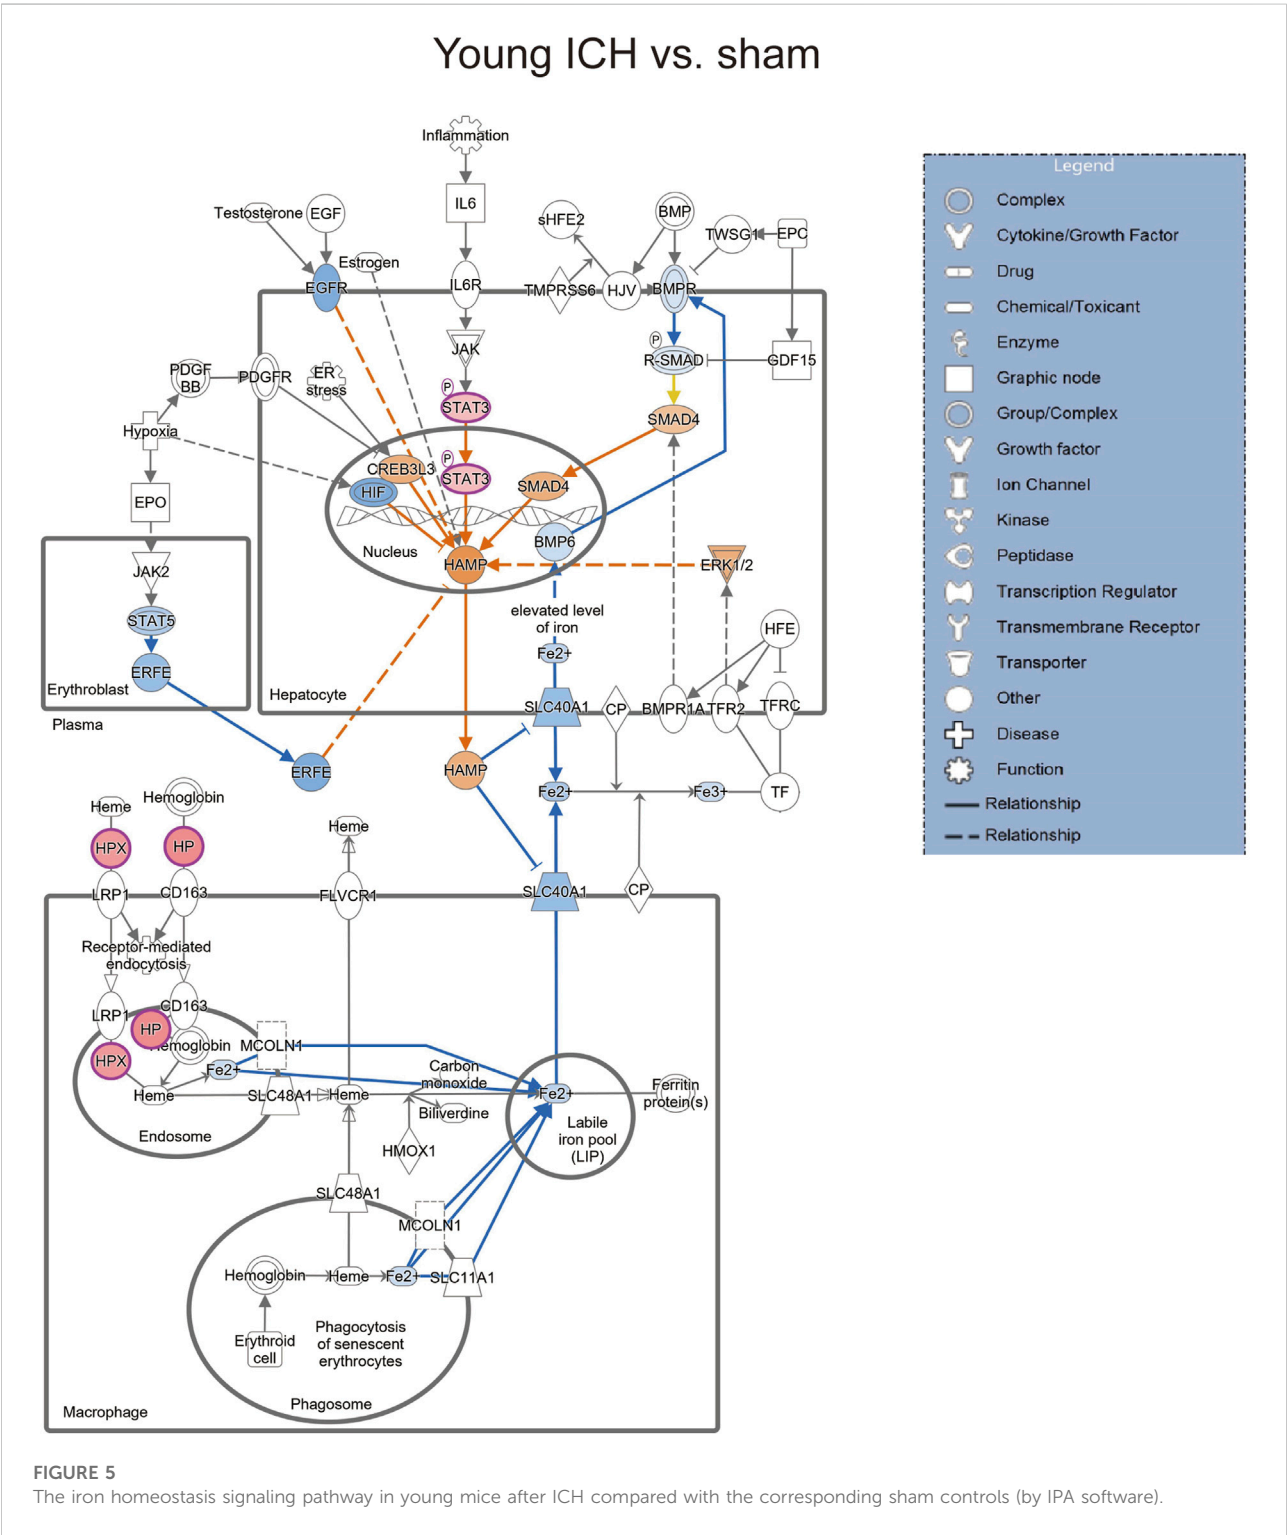 Young ICH vs. sham
Inflammation
IL6
Testosterone
EGF
Estrogen
EGFR
IL6R
JAK
P
STAT3
sHFE2
BMP
TWSG1
EPC
TMPRSS6
HJV
BMPR
P
R-SMAD
GDF15
SMAD4
PDGF
BB
PDGFR
ER
stress
Hypoxia
EPO
CREB3L3
HIF
P
STAT3
SMAD4
Nucleus
HAMP
BMP6
ERK1/2
JAK2
STAT5
ERFE
Erythroblast
Plasma
elevated level
of iron
Fe2+
HFE
Hepatocyte
SLC40A1
CP
BMPR1A
TFR2
TFRC
ERFE
HAMP
Fe2+
Fe3+
TF
Heme
Hemoglobin
HPX
HP
Heme
LRP1
CD163
FLVCR1
SLC40A1
CP
Receptor-mediated
endocytosis
LRP1
CD163
HP
Hemoglobin
MCOLN1
HPX
Fe2+
Heme
SLC48A1
Heme
Carbon
monoxide
Biliverdine
HMOX1
Fe2+
Ferritin
protein(s)
Labile
iron pool
(LIP)
Endosome
SLC48A1
MCOLN1
Hemoglobin
Heme
Fe2+
SLC11A1
Erythroid
cell
Phagocytosis
of senescent
erythrocytes
Phagosome
Macrophage
Legend
Complex
Cytokine/Growth Factor
Drug
Chemical/Toxicant
Enzyme
Graphic node
Group/Complex
Growth factor
Ion Channel
Kinase
Peptidase
Transcription Regulator
Transmembrane Receptor
Transporter
Other
Disease
Function
Relationship
Relationship
FIGURE 5
The iron homeostasis signaling pathway in young mice after ICH compared with the corresponding sham controls (by IPA software).